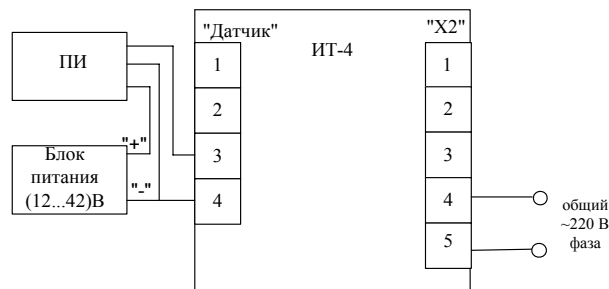 "Датчик"
"X2"
ПИ
ИТ-4
1
2
3
4
1
2
3
4
5
"+"
Блок
питания
(12...42)В
"-"
общий
~220 В
фаза